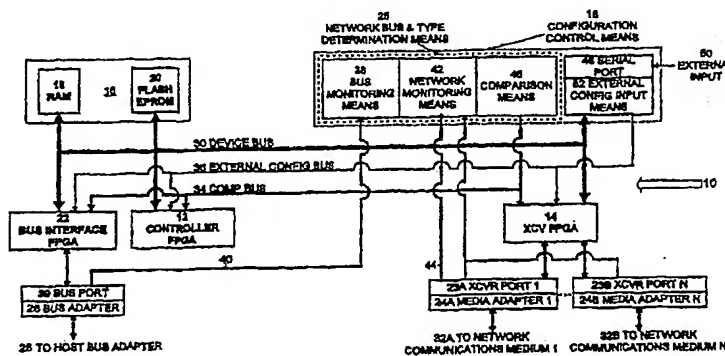 25
NETWORK BUS & TYPE
DETERMINATION MEANS
CONFIGURATION
CONTROL MEANS
50
EXTERNAL
INPUT
18
RAM
16
20
FLASH
EPROM
38
BUS
MONITORING
MEANS
42
NETWORK
MONITORING
MEANS
46
COMPARISON
MEANS
48 SERIAL
PORT
52 EXTERNAL
CONFIG INPUT
MEANS
30 DEVICE BUS
36 EXTERNAL CONFIG BUS
34 COMP BUS
10
22
BUS INTERFACE
FPGA
12
CONTROLLER
FPGA
14
XCV FPGA
40
44
BUS PORT
26 BUS ADAPTER
23A XCVR PORT 1
24A MEDIA ADAPTER 1
23B XCVR PORT N
24B MEDIA ADAPTER N
28 TO HOST BUS ADAPTER
32A TO NETWORK
COMMUNICATIONS MEDIUM 1
32B TO NETWORK
COMMUNICATIONS MEDIUM N